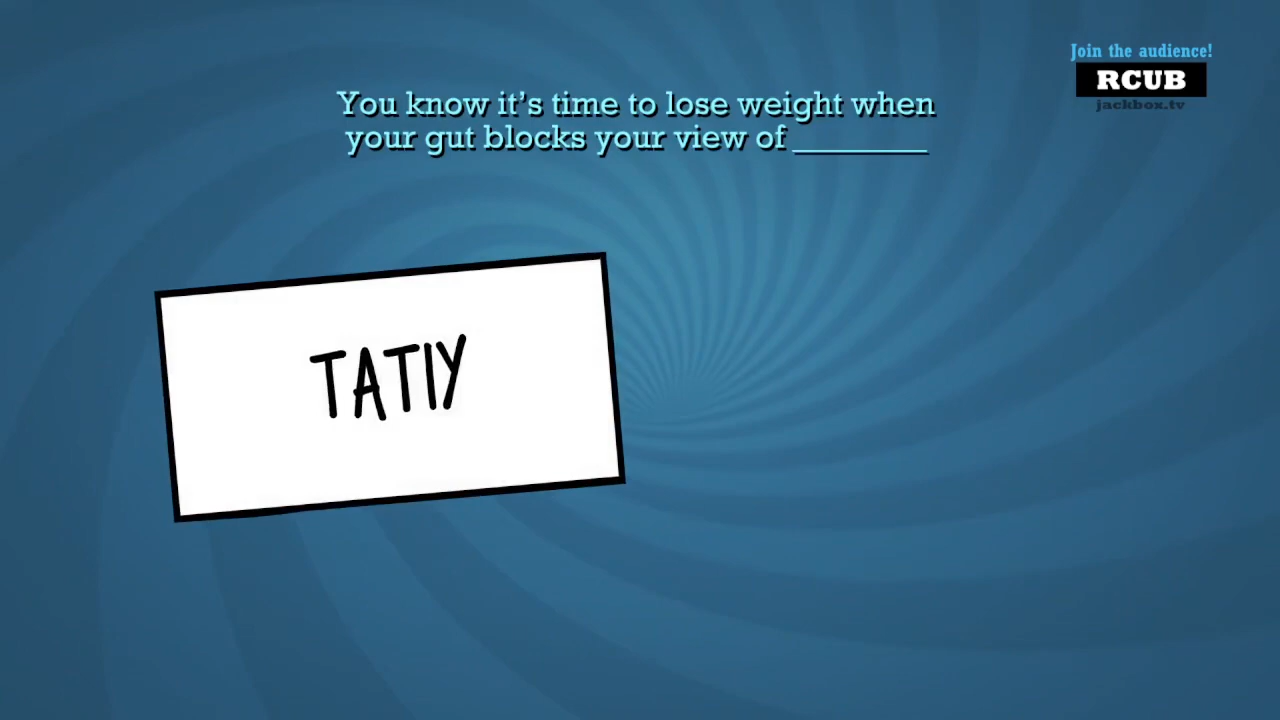 Join the audience!
RCUB
jackbox.tv
You know it's time to lose weight when
your gut blocks your view of ________
TATIY